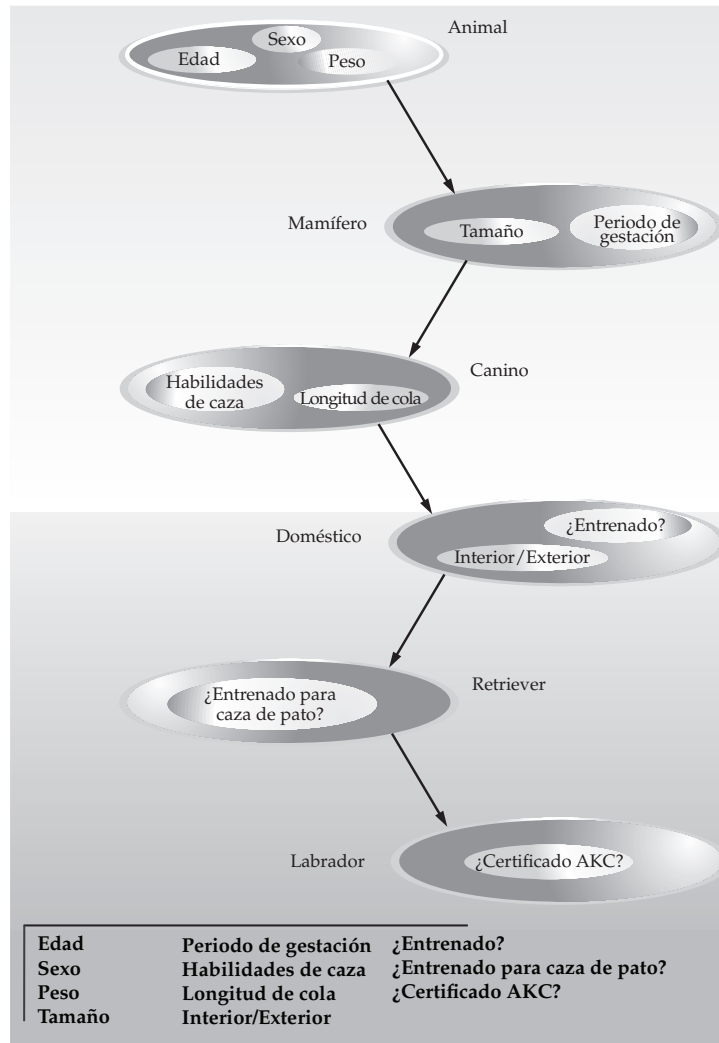 Animal
Sexo
Edad
Peso
Mamífero
Tamaño
Periodo de
gestación
Canino
Habilidades
de caza
Longitud de cola
Doméstico
¿Entrenado?
Interior/Exterior
Retriever
¿Entrenado para
caza de pato?
Labrador
¿Certificado AKC?
Edad Periodo de gestación ¿Entrenado?
Sexo Habilidades de caza ¿Entrenado para caza de pato?
Peso Longitud de cola ¿Certificado AKC?
Tamaño Interior/Exterior